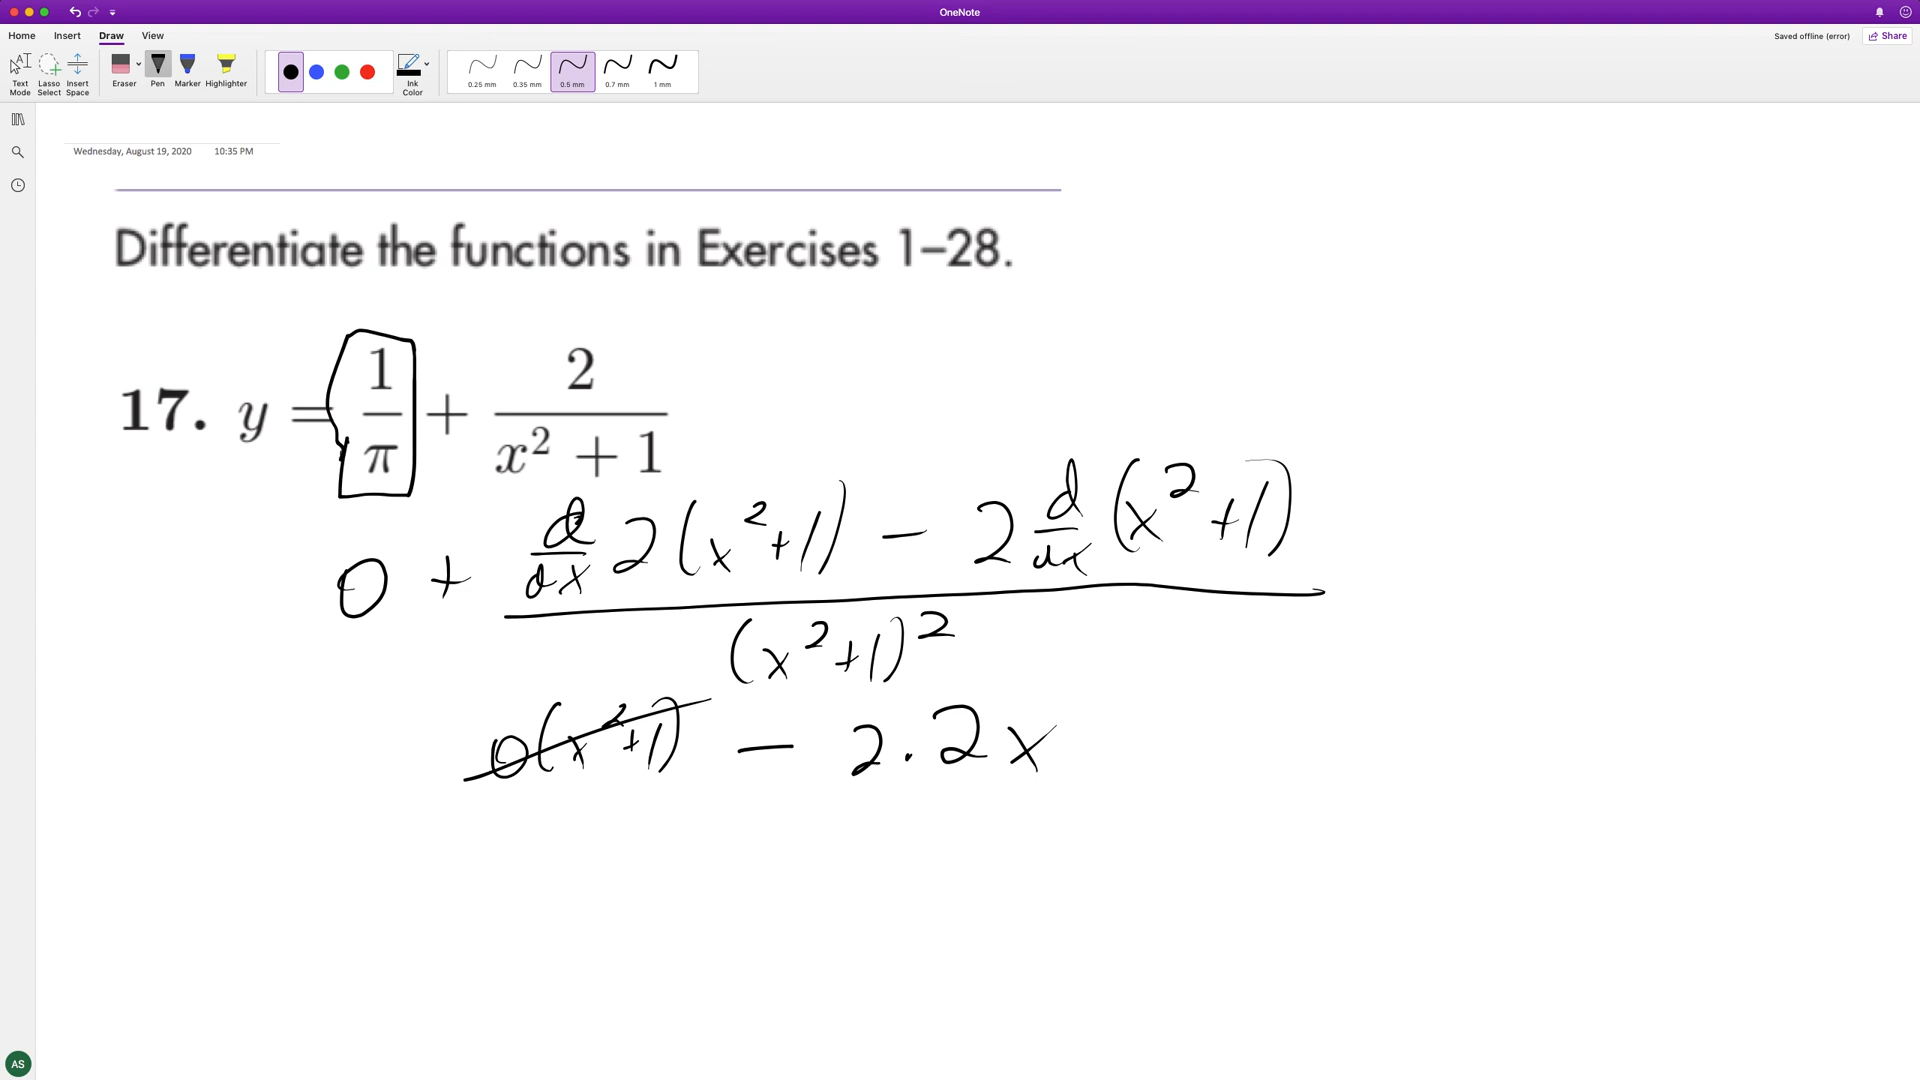 OneNote
Home Insert Draw View
Saved offline (error) Share
Text Mode Lasso Select Insert Space Eraser Pen Marker Highlighter Ink Color 0.25 mm 0.35 mm 0.5 mm 0.7 mm 1 mm
Wednesday, August 19, 2020 10:35 PM
Differentiate the functions in Exercises 1–28.
17. y = 1/π + 2/(x² + 1)
0 + (d/dx 2(x²+1) − 2 d/dx (x²+1)) / (x²+1)²
0(x²+1) − 2·2x
AS